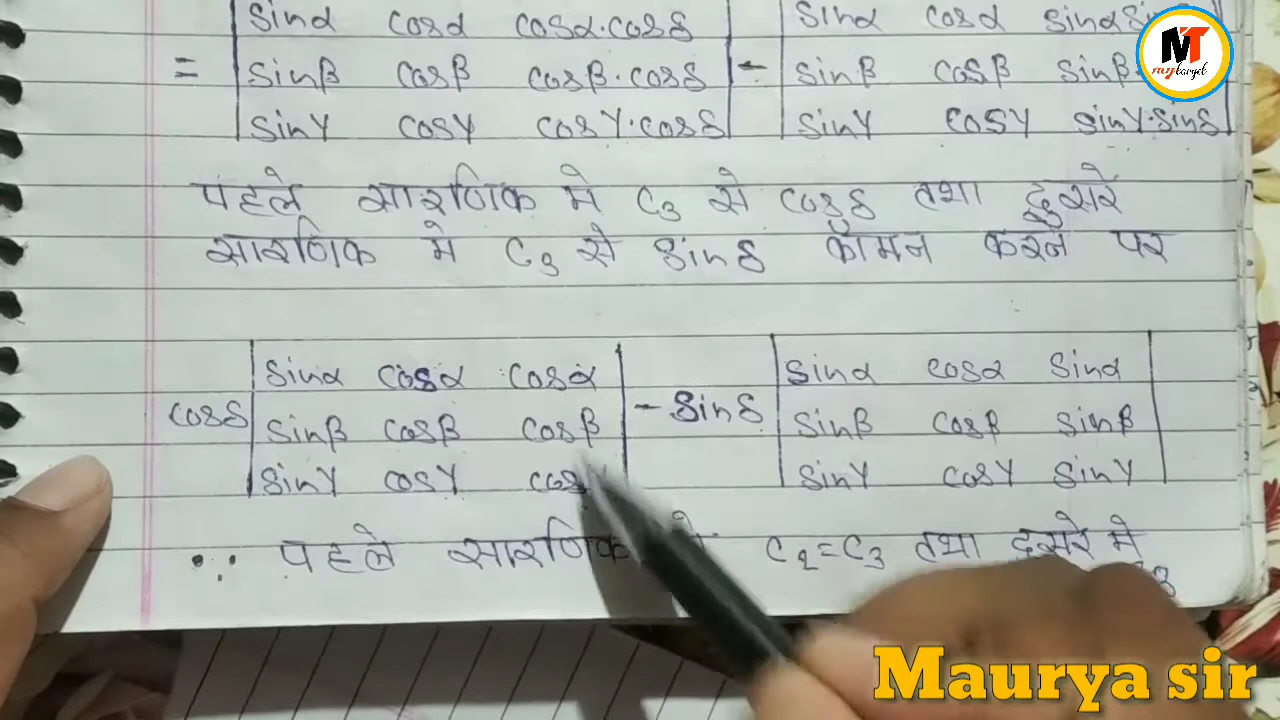 sinα cosα cosα·cosδ sinα cosα
= sinβ cosβ cosβ·cosδ - sinβ cosβ
sinγ cosγ cosγ·cosδ sinγ cosγ sinγ·sinδ
MT
my target
पहले सारणिक मे C₃ से cosδ तथा दुसरे
सारणिक मे C₃ से sinδ कॉमन करने पर
sinα cosα cosα sinα cosα sinα
cosδ sinβ cosβ cosβ - sinδ sinβ cosβ sinβ
sinγ cosγ sinγ cosγ sinγ
∵ पहले सारणिक C₂=C₃ तथा दुसरे मे
Maurya sir